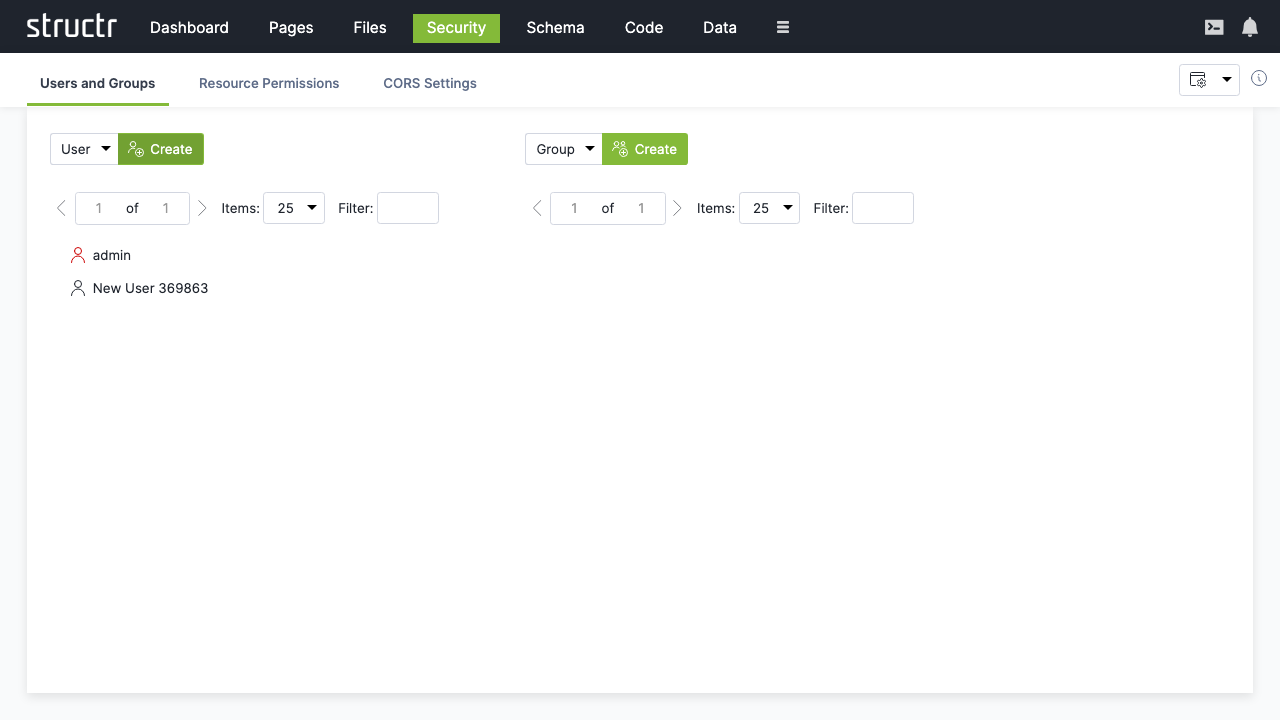 structr Dashboard Pages Files Security Schema Code Data
Users and Groups Resource Permissions CORS Settings
User Create Group Create
1 of 1 Items: 25 Filter: 1 of 1 Items: 25 Filter:
admin
New User 369863